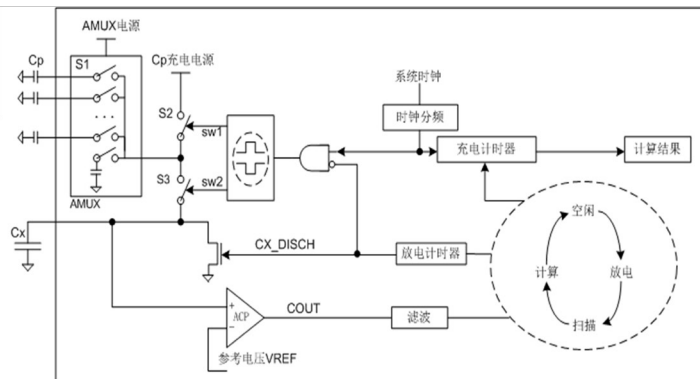 AMUX电源
Cp
S1
Cp充电电源
系统时钟
S2
sw1
时钟分频
充电计时器
计算结果
...
S3
sw2
AMUX
空闲
Cx
CX_DISCH
放电计时器
计算
放电
扫描
+
ACP
−
COUT
滤波
参考电压VREF